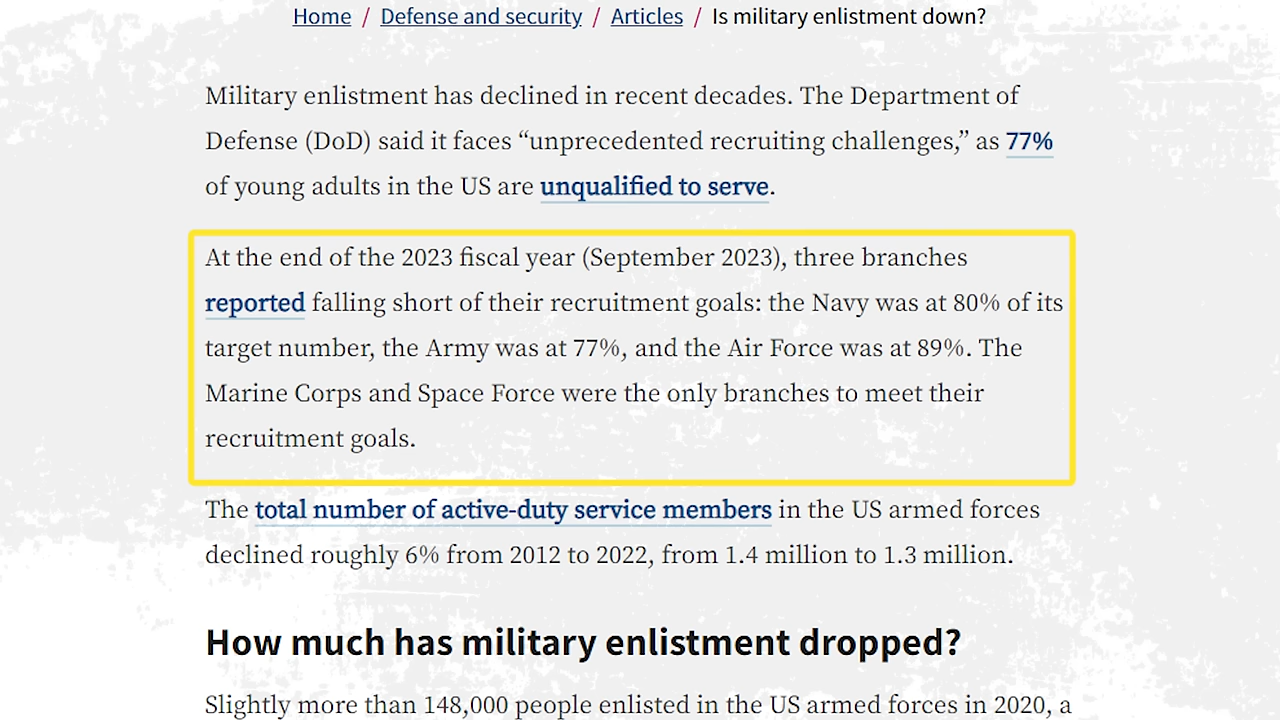 Home / Defense and security / Articles / Is military enlistment down?
Military enlistment has declined in recent decades. The Department of
Defense (DoD) said it faces “unprecedented recruiting challenges,” as 77%
of young adults in the US are unqualified to serve.
At the end of the 2023 fiscal year (September 2023), three branches
reported falling short of their recruitment goals: the Navy was at 80% of its
target number, the Army was at 77%, and the Air Force was at 89%. The
Marine Corps and Space Force were the only branches to meet their
recruitment goals.
The total number of active-duty service members in the US armed forces
declined roughly 6% from 2012 to 2022, from 1.4 million to 1.3 million.
How much has military enlistment dropped?
Slightly more than 148,000 people enlisted in the US armed forces in 2020, a